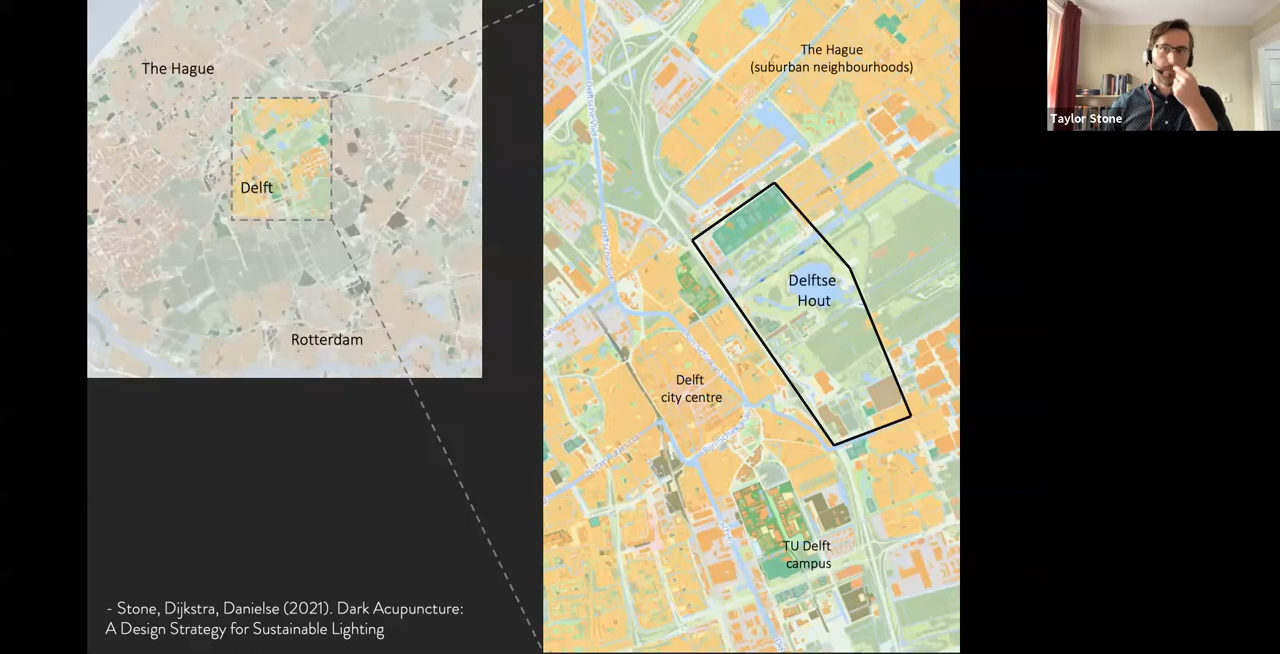 The Hague
Delft
Rotterdam
- Stone, Dijkstra, Danielse (2021). Dark Acupuncture:
A Design Strategy for Sustainable Lighting
The Hague
(suburban neighbourhoods)
Delftse
Hout
Delft
city centre
TU Delft
campus
Taylor Stone